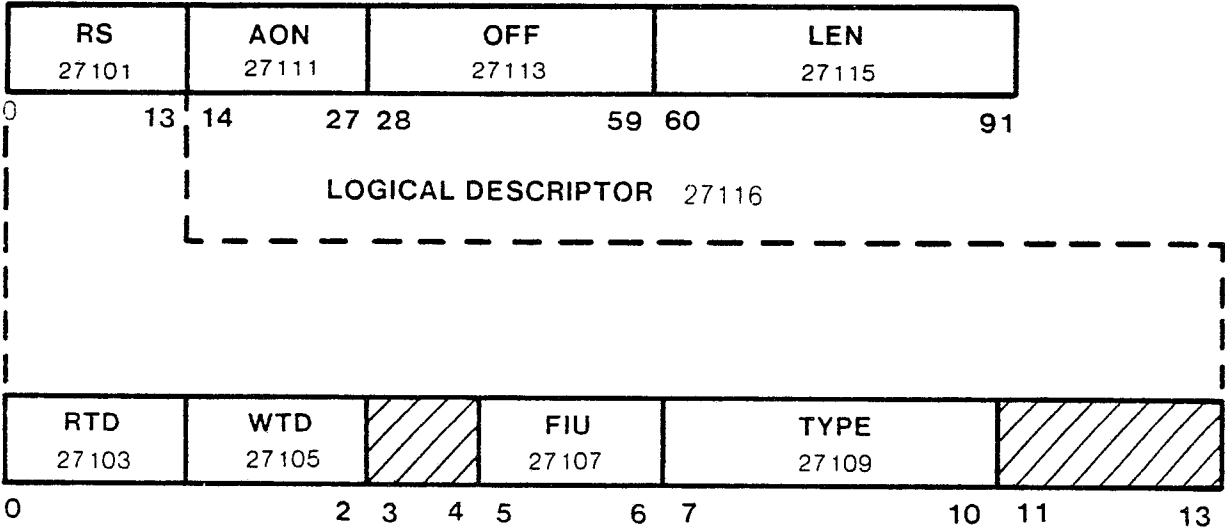 RS AON OFF LEN
27101 27111 27113 27115
0 13 14 27 28 59 60 91
LOGICAL DESCRIPTOR 27116
RTD WTD FIU TYPE
27103 27105 27107 27109
0 2 3 4 5 6 7 10 11 13